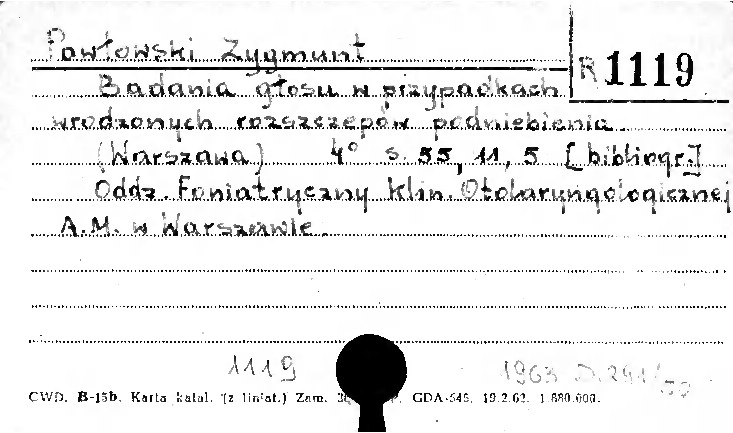 Pawłowski Zygmunt
R 1119
Badania głosu w przypadkach
wrodzonych rozszczepów podniebienia.
(Warszawa) 4° s. 55, 11, 5 [bibliogr.]
Oddz. Foniatryczny Klin. Otolaryngologicznej
A.M. w Warszawie.
1119
1963 D. 291/
CWD. B-15b. Karta katal. (z liniat.) Zam. GDA-545. 19.2.62. 1.880.000.